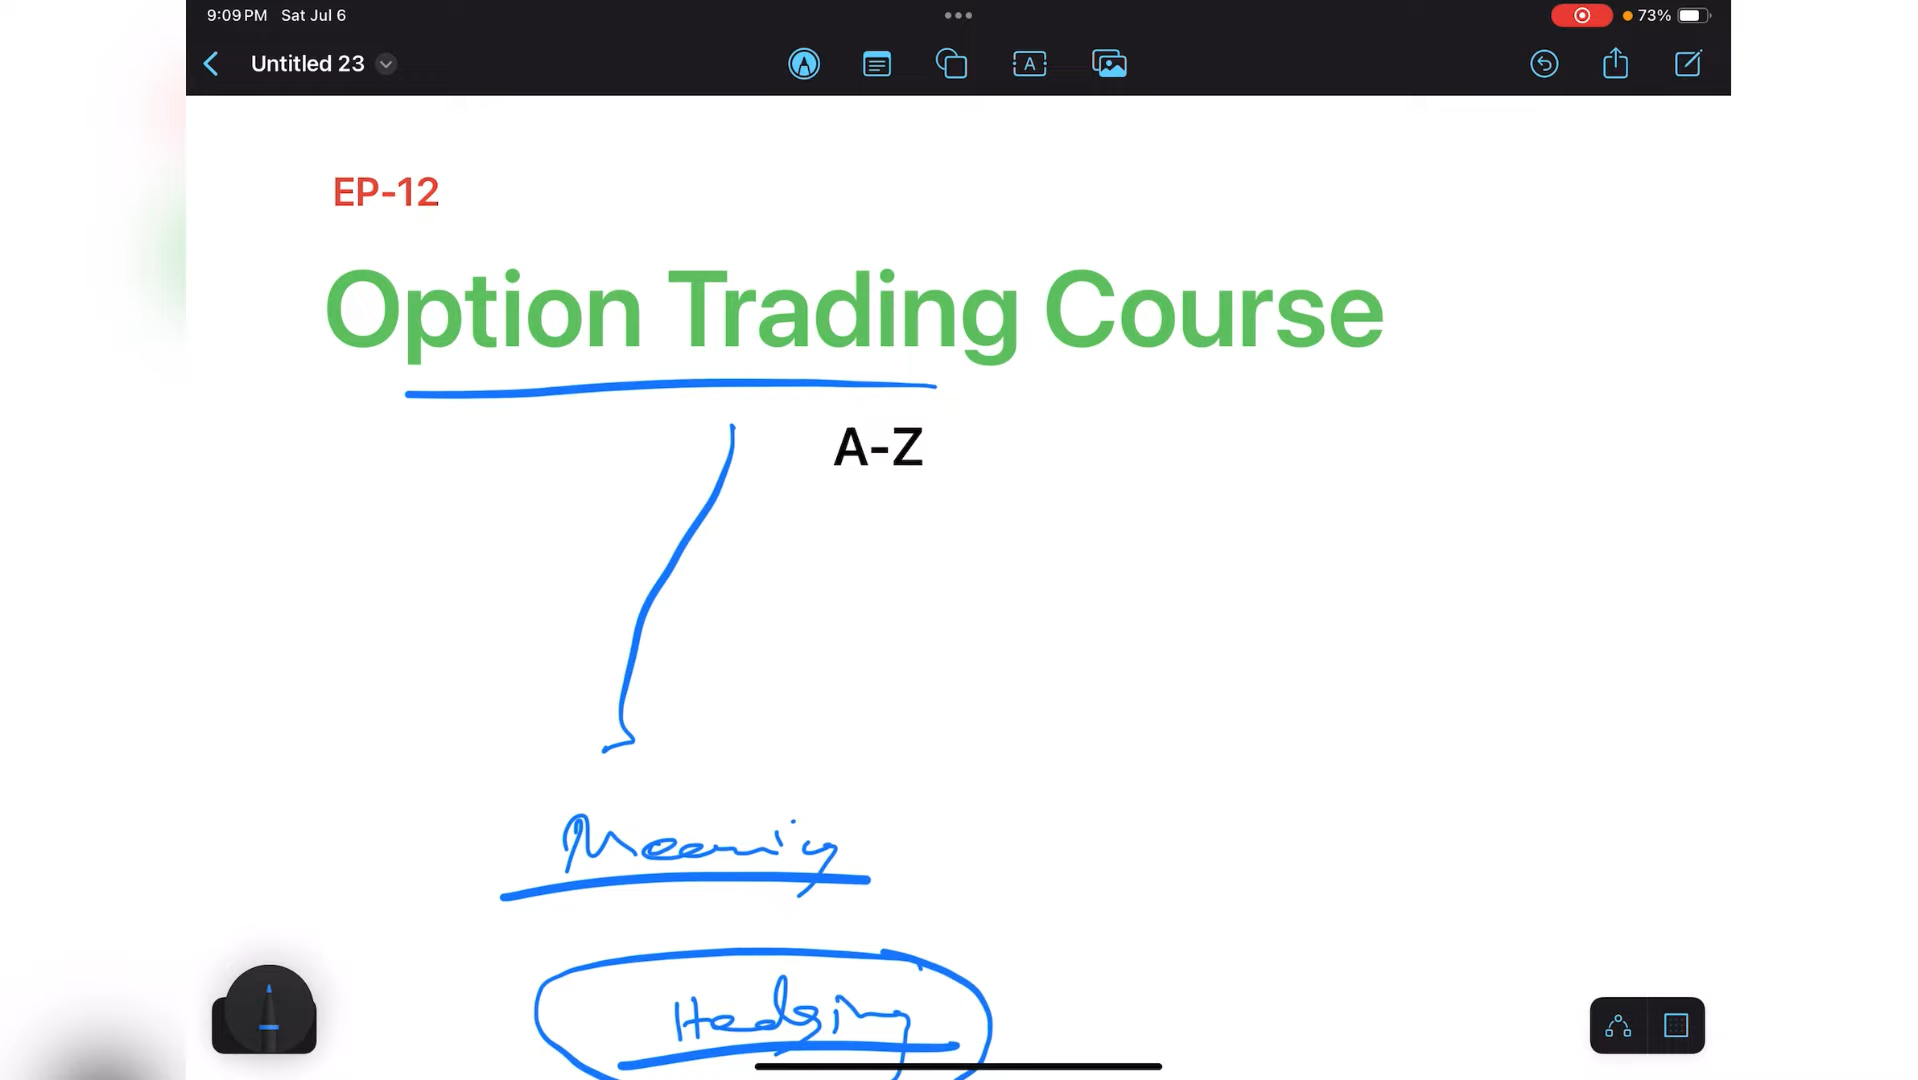 9:09 PM Sat Jul 6
73%
Untitled 23
A
EP-12
Option Trading Course
A-Z
Meaning
Hedging